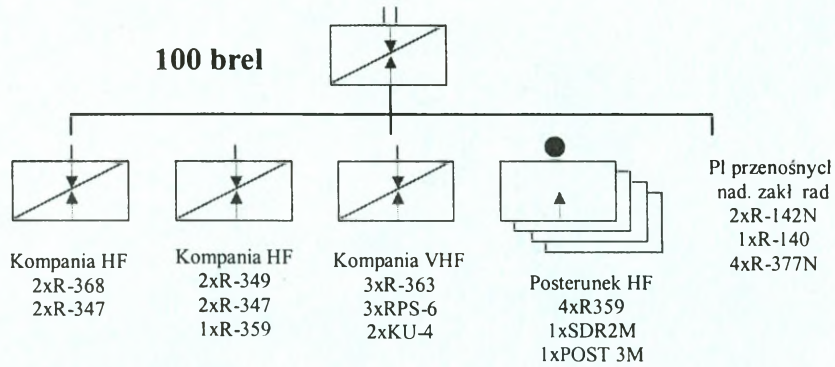 100 brel
Kompania HF
2xR-368
2xR-347
Kompania HF
2xR-349
2xR-347
1xR-359
Kompania VHF
3xR-363
3xRPS-6
2xKU-4
Posterunek HF
4xR359
1xSDR2M
1xPOST 3M
Pl przenośnych
nad. zakł rad
2xR-142N
1xR-140
4xR-377N